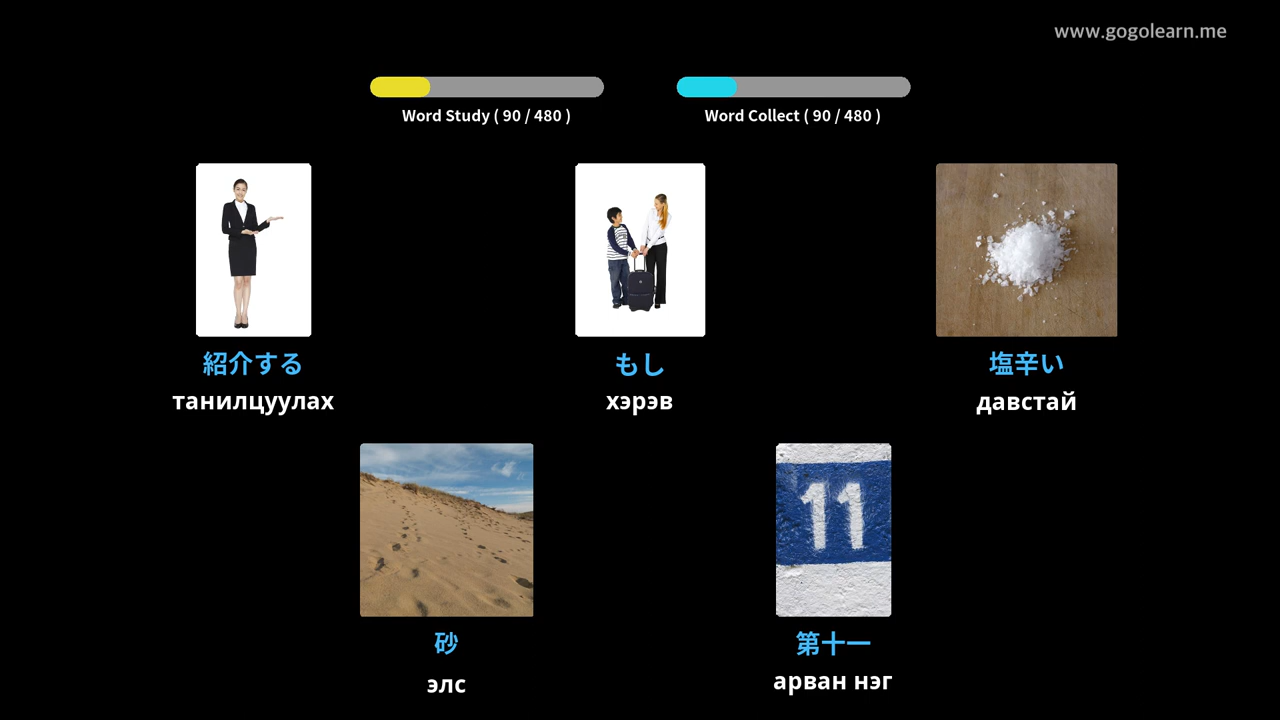 www.gogolearn.me
Word Study ( 90 / 480 )
Word Collect ( 90 / 480 )
紹介する
もし
塩辛い
танилцуулах
хэрэв
давстай
11
砂
第十一
элс
арван нэг